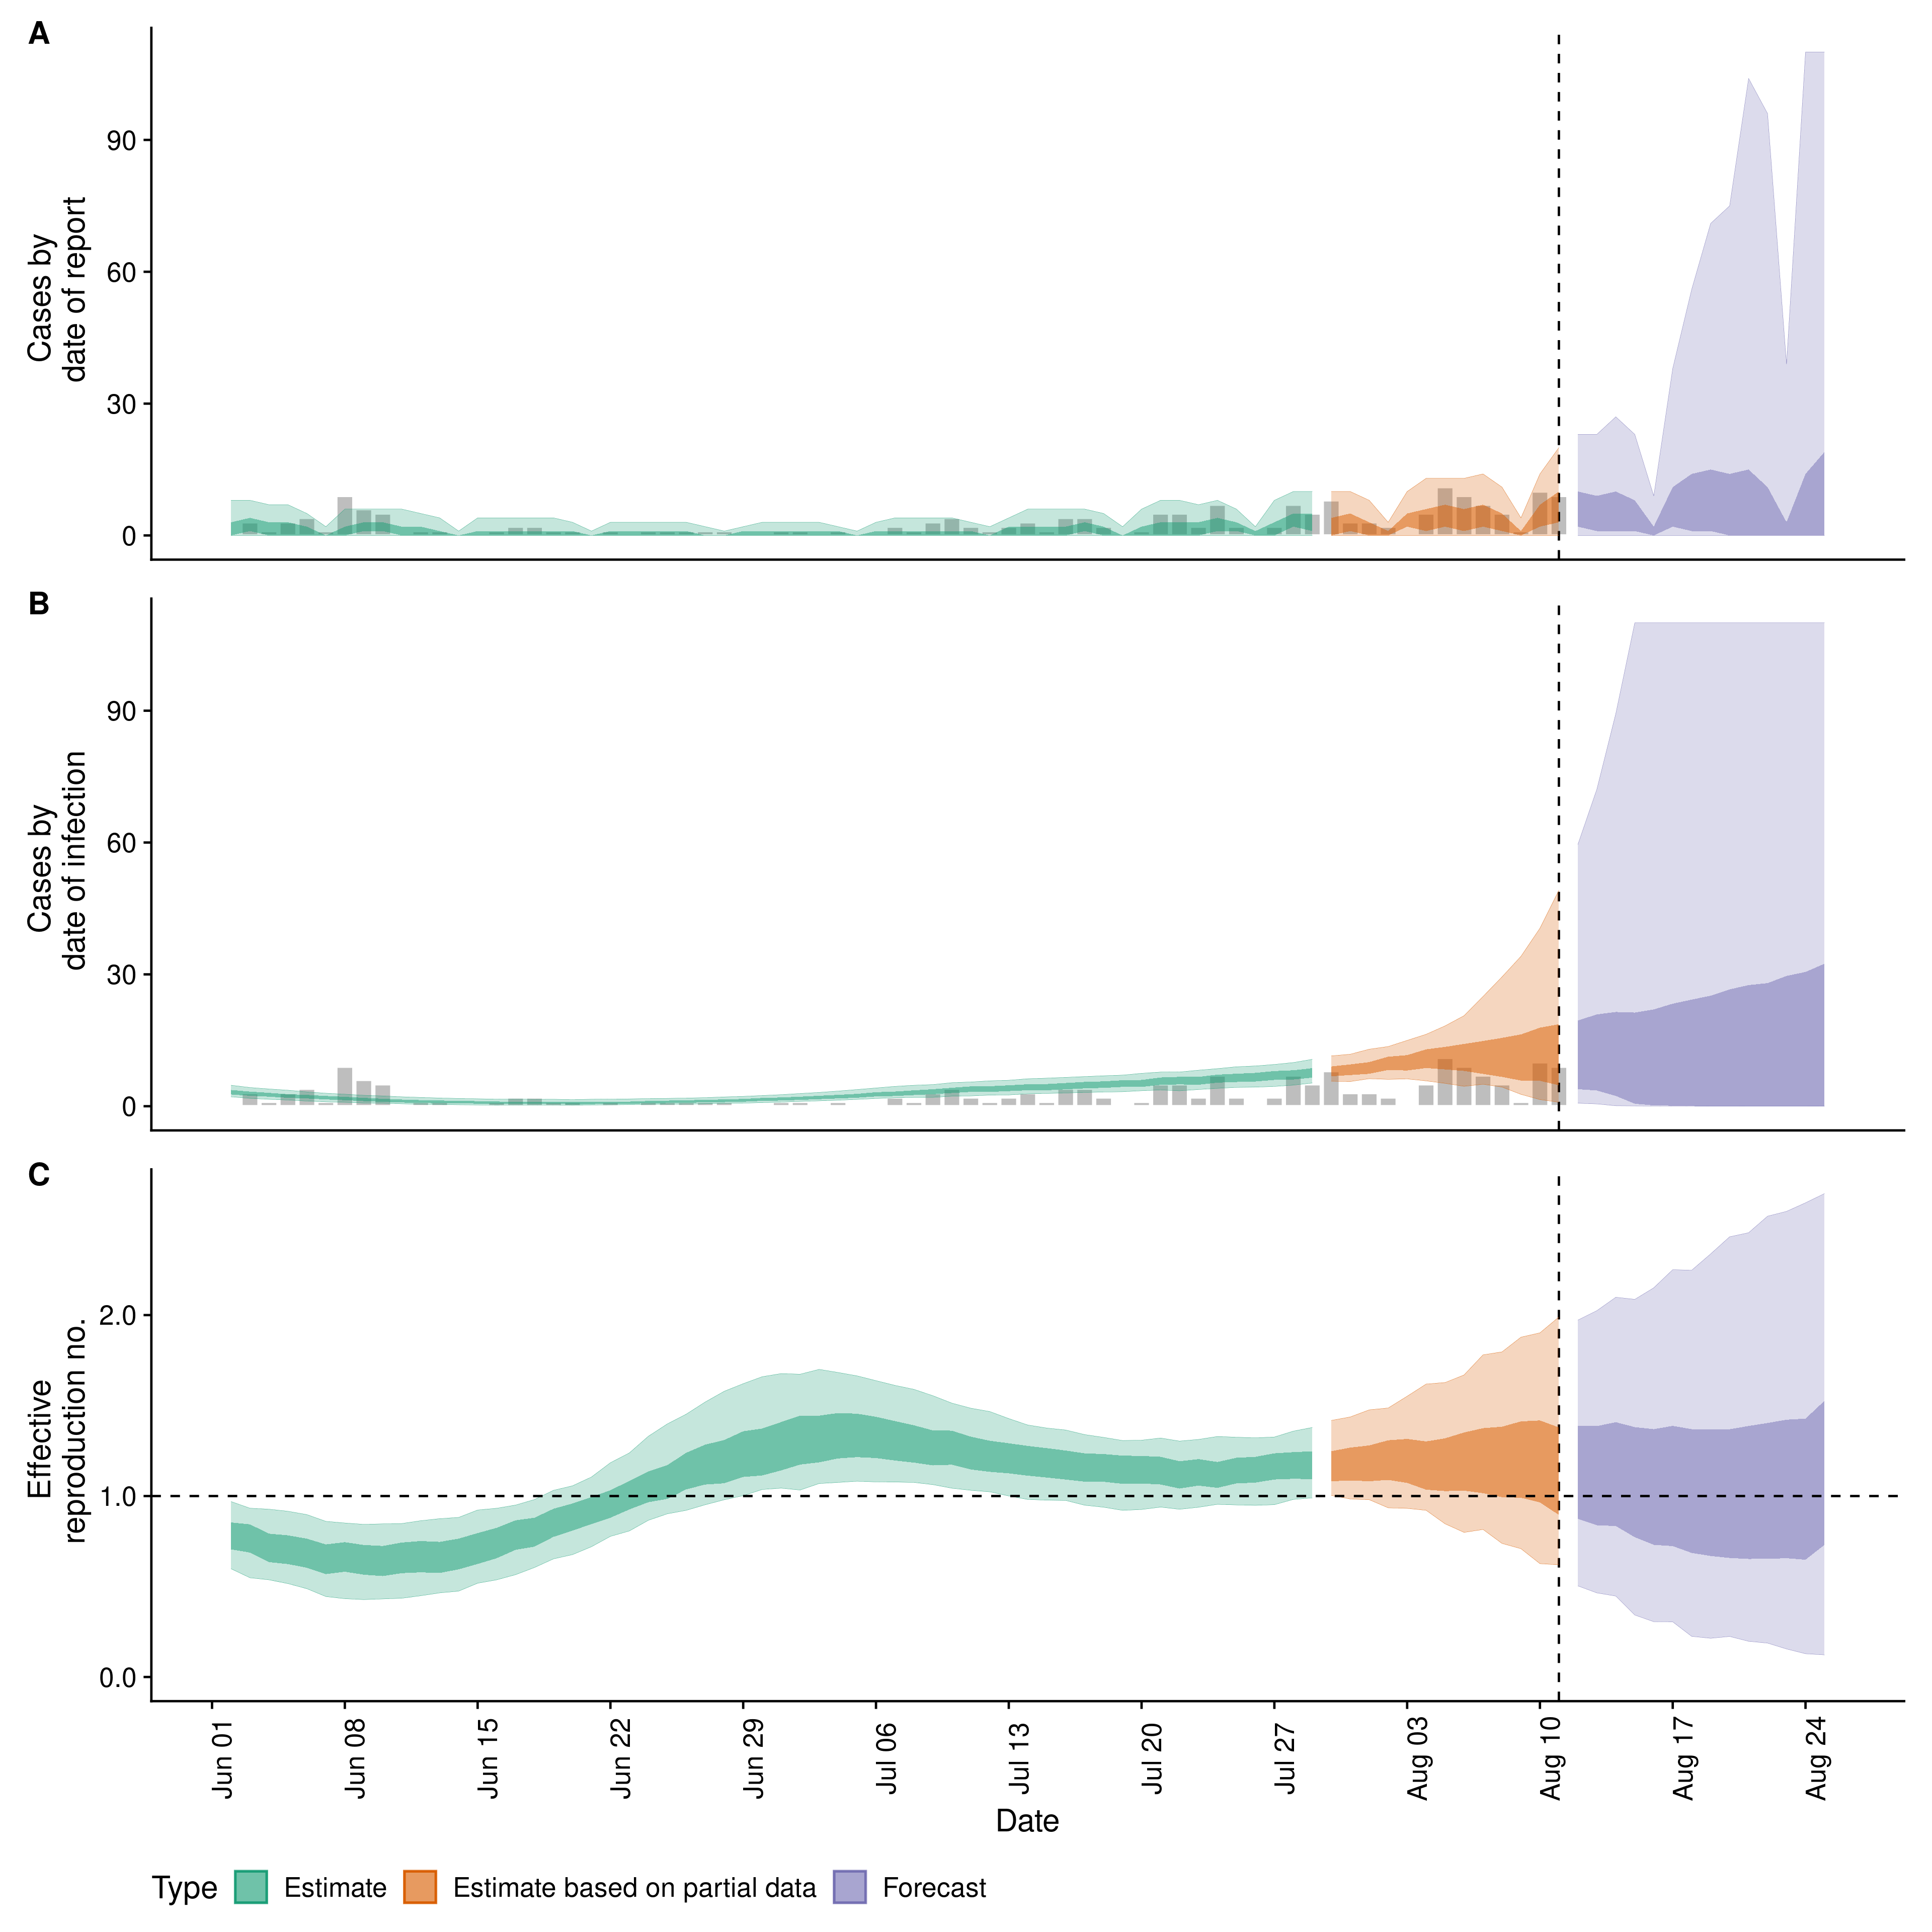 A
Cases by
date of report
90
60
30
0
B
Cases by
date of infection
90
60
30
0
C
Effective
reproduction no.
2.0
1.0
0.0
Jun 01
Jun 08
Jun 15
Jun 22
Jun 29
Jul 06
Jul 13
Jul 20
Jul 27
Aug 03
Aug 10
Aug 17
Aug 24
Date
Type Estimate Estimate based on partial data Forecast